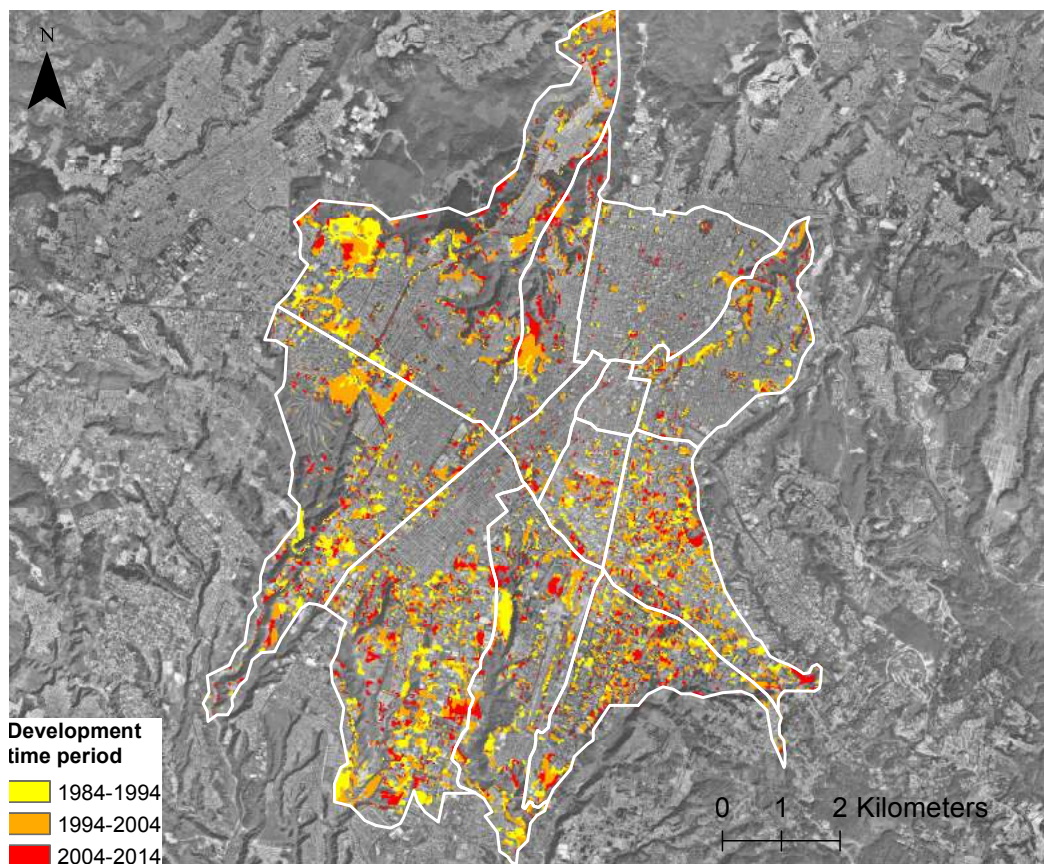 N
Development
time period
1984-1994
1994-2004
2004-2014
0 1 2 Kilometers